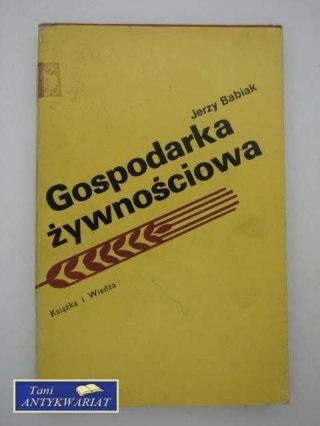 Jerzy Babiak
Gospodarka
żywnościowa
Książka i Wiedza
Tani
ANTYKWARIAT